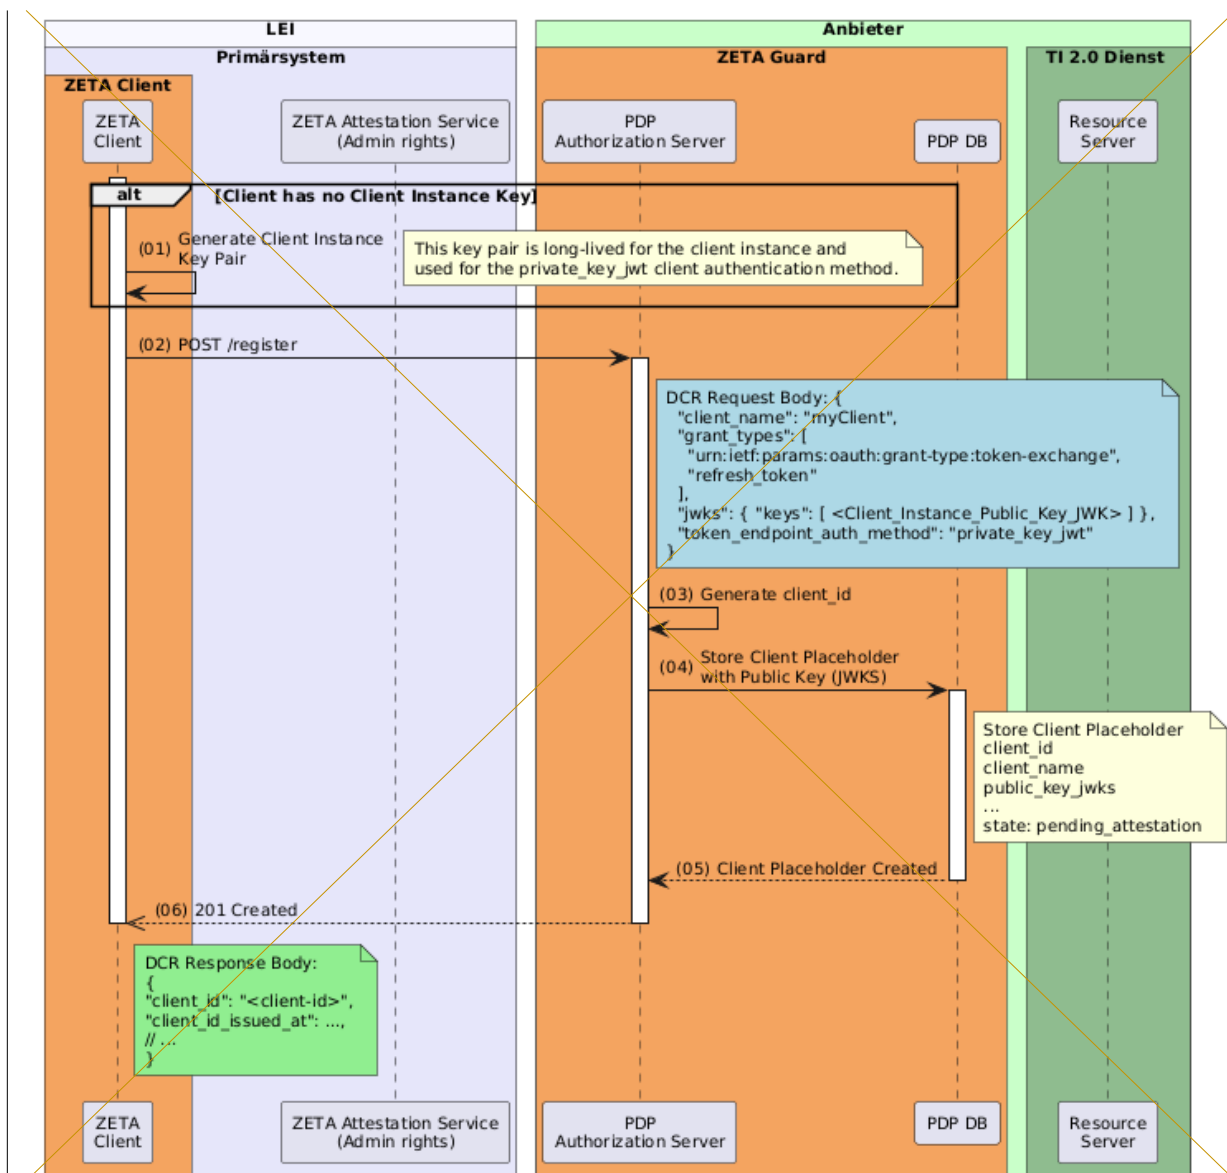 LEI
Anbieter
Primärsystem
ZETA Guard
TI 2.0 Dienst
ZETA Client
ZETA
Client
ZETA Attestation Service
(Admin rights)
PDP
Authorization Server
PDP DB
Resource
Server
alt
[Client has no Client Instance Key]
(01) Generate Client Instance
Key Pair
This key pair is long-lived for the client instance and
used for the private_key_jwt client authentication method.
(02) POST /register
DCR Request Body: {
"client_name": "myClient",
"grant_types": [
"urn:ietf:params:oauth:grant-type:token-exchange",
"refresh_token"
],
"jwks": { "keys": [ <Client_Instance_Public_Key_JWK> ] },
"token_endpoint_auth_method": "private_key_jwt"
}
(03) Generate client_id
(04) Store Client Placeholder
with Public Key (JWKS)
Store Client Placeholder
client_id
client_name
public_key_jwks
...
state: pending_attestation
(05) Client Placeholder Created
(06) 201 Created
DCR Response Body:
{
"client_id": "<client-id>",
"client_id_issued_at": ...,
// ...
}
ZETA
Client
ZETA Attestation Service
(Admin rights)
PDP
Authorization Server
PDP DB
Resource
Server